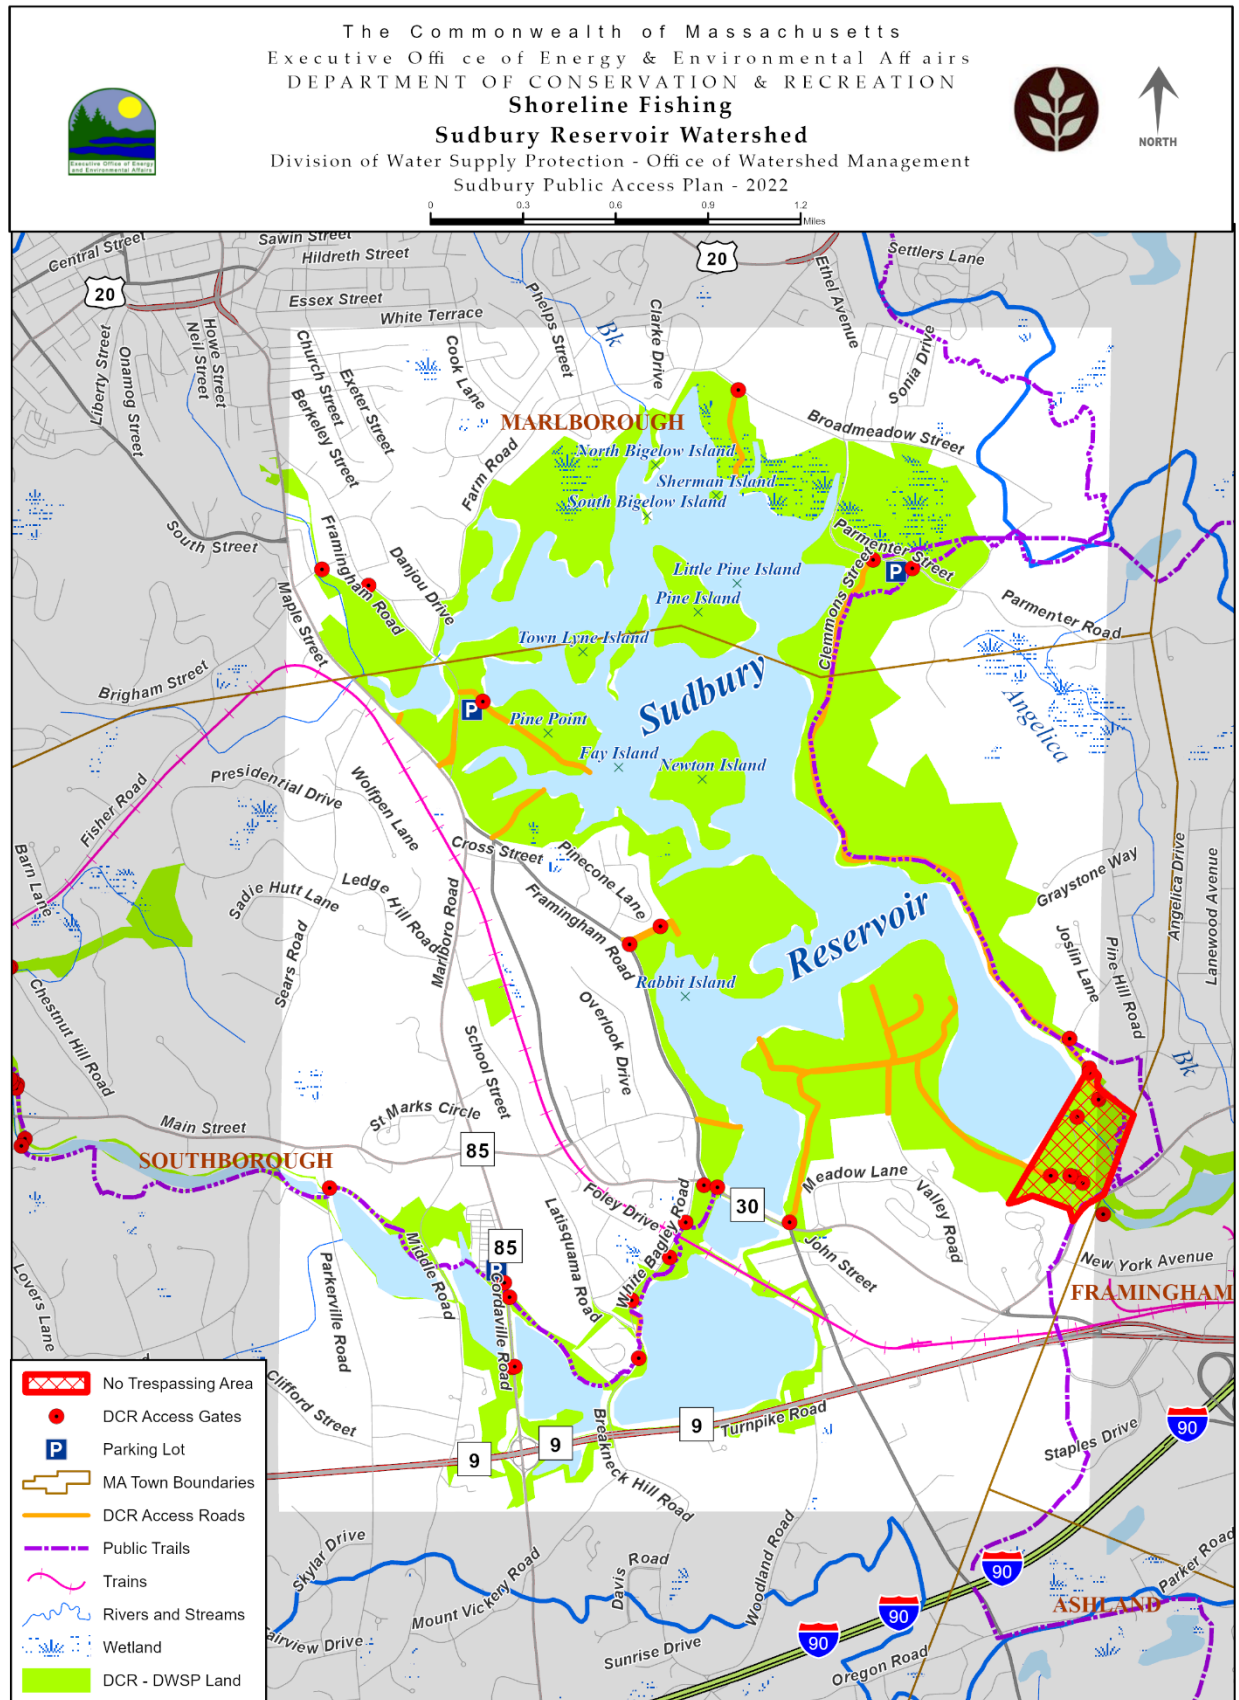 The Commonwealth of Massachusetts
Executive Offi ce of Energy & Environmental Aff airs
DEPARTMENT OF CONSERVATION & RECREATION
Shoreline Fishing
Sudbury Reservoir Watershed
Division of Water Supply Protection - Offi ce of Watershed Management
Sudbury Public Access Plan - 2022
Executive Office of Energy
and Environmental Affairs
NORTH
0 0.3 0.6 0.9 1.2
Miles
Central Street
Sawin Street
Hildreth Street
20
20
Settlers Lane
Ethel Avenue
Essex Street
White Terrace
Phelps Street
Bk
Clarke Drive
Liberty Street
Onamog Street
Neil Street
Howe Street
Church Street
Exeter Street
Berkeley Street
Cook Lane
Sonia Drive
MARLBOROUGH
Broadmeadow Street
North Bigelow Island
Sherman Island
South Bigelow Island
Farm Road
South Street
Framingham Road
Danjou Drive
Maple Street
Parmenter Street
P
Little Pine Island
Pine Island
Clemmons Street
Parmenter Road
Town Lyne Island
Brigham Street
Sudbury
Angelica
P
Pine Point
Fay Island
Newton Island
Fisher Road
Presidential Drive
Wolfpen Lane
Cross Street
Pinecone Lane
Barn Lane
Sadie Hutt Lane
Ledge Hill Road
Framingham Road
Graystone Way
Angelica Drive
Lanewood Avenue
Reservoir
Sears Road
Marlboro Road
Joslin Lane
Pine Hill Road
Rabbit Island
Chestnut Hill Road
Overlook Drive
School Street
Bk
St Marks Circle
Main Street
85
SOUTHBOROUGH
Meadow Lane
Valley Road
Foley Drive
30
Latisquama Road
White Bagley Road
John Street
85
P
Middle Road
Cordaville Road
Parkerville Road
Lovers Lane
New York Avenue
FRAMINGHAM
Clifford Street
Breakneck Hill Road
9
9
9
Turnpike Road
90
Staples Drive
No Trespassing Area
DCR Access Gates
P
Parking Lot
MA Town Boundaries
DCR Access Roads
Public Trails
Trains
Rivers and Streams
Wetland
DCR - DWSP Land
Skylar Drive
Mount Vickery Road
Davis Road
Woodland Road
90
Parker Road
ASHLAND
90
90
Sunrise Drive
Oregon Road